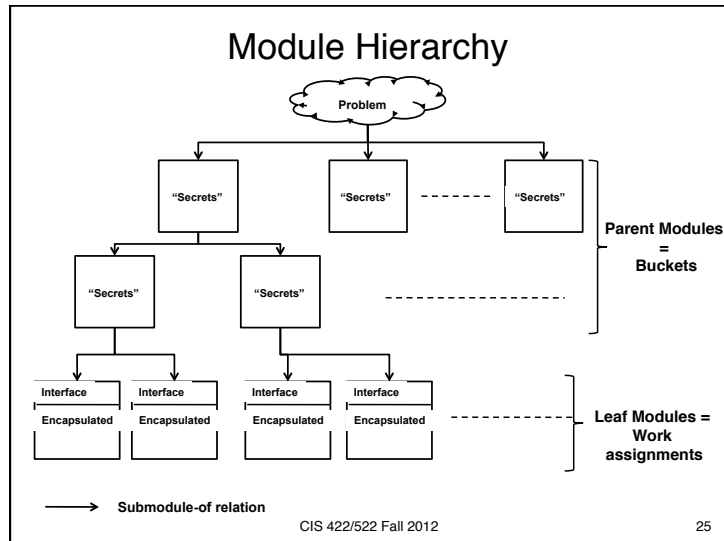 Module Hierarchy
Problem
“Secrets”
“Secrets”
“Secrets”
Parent Modules
=
Buckets
“Secrets”
“Secrets”
Interface
Encapsulated
Interface
Encapsulated
Interface
Encapsulated
Interface
Encapsulated
Leaf Modules =
Work
assignments
Submodule-of relation
CIS 422/522 Fall 2012
25